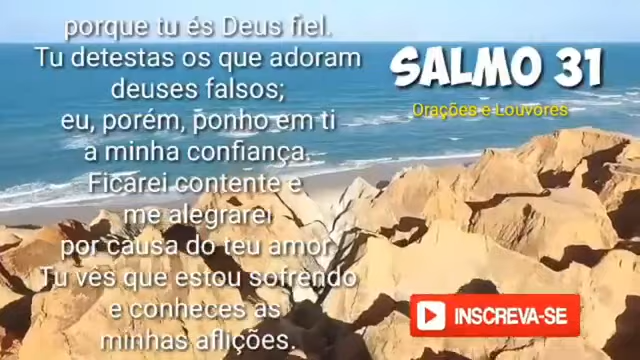 porque tu és Deus fiel.
Tu detestas os que adoram
deuses falsos;
eu, porém, ponho em ti
a minha confiança.
Ficarei contente e
me alegrarei
por causa do teu amor.
Tu vês que estou sofrendo
e conheces as
minhas aflições.
SALMO 31
Orações e Louvores
INSCREVA-SE